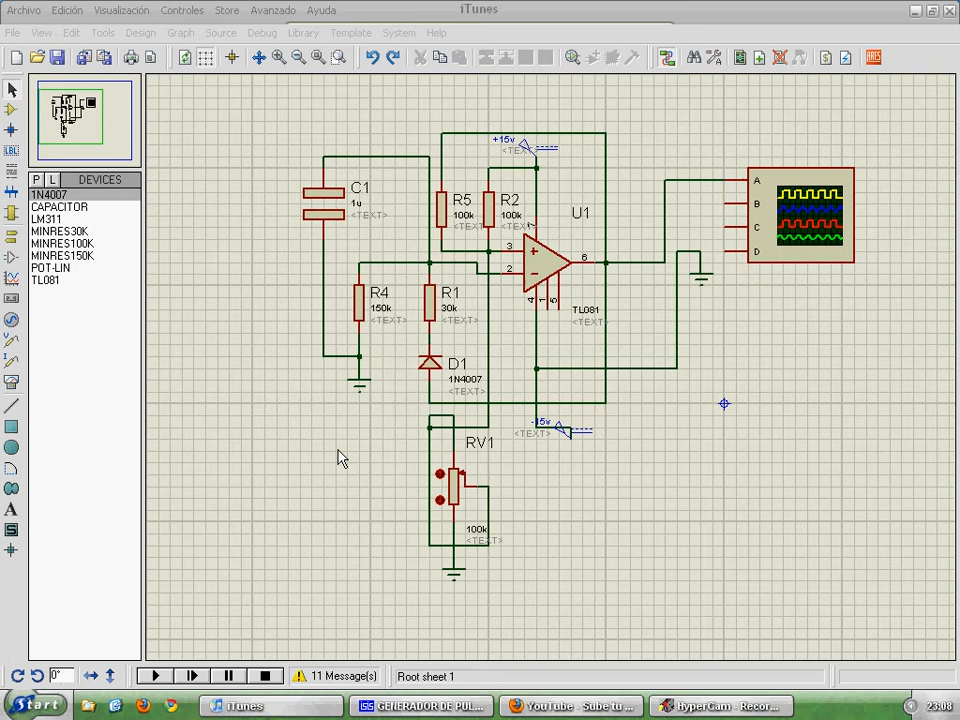 Archivo Edición Visualización Controles Store Avanzado Ayuda iTunes
File View Edit Tools Design Graph Source Debug Library Template System Help
LBL
P L DEVICES
1N4007
CAPACITOR
LM311
MINRES30K
MINRES100K
MINRES150K
POT-LIN
TL081
A
S
ARES
+15v
<TEXT>
C1
1u
<TEXT>
R5
100k
<TEXT>
R2
100k
<TEXT>
U1
7
3
2
6
4
1
5
TL081
<TEXT>
A
B
C
D
R4
150k
<TEXT>
R1
30k
<TEXT>
D1
1N4007
<TEXT>
-15v
<TEXT>
RV1
100k
<TEXT>
0° 11 Message(s) Root sheet 1
Start iTunes GENERADOR DE PUL... YouTube - Sube tu ... HyperCam - Recor... 23:08